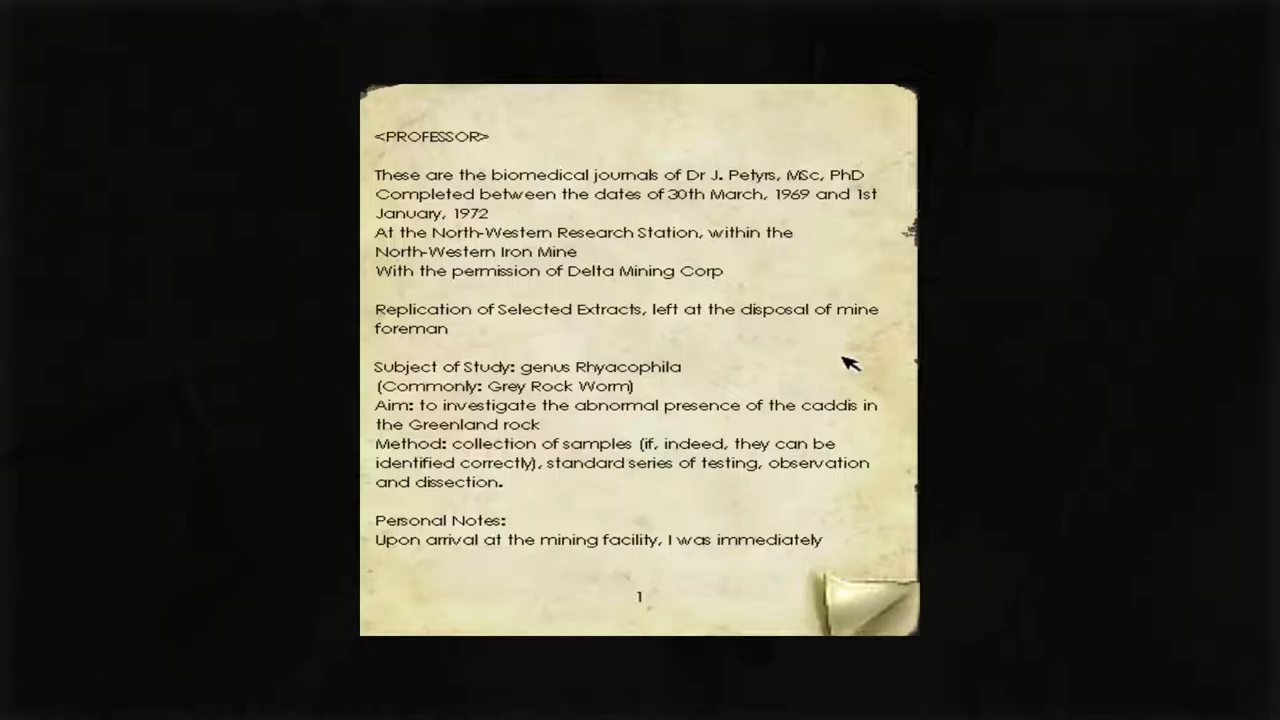 <PROFESSOR>
These are the biomedical journals of Dr J. Petyrs, MSc, PhD
Completed between the dates of 30th March, 1969 and 1st
January, 1972
At the North-Western Research Station, within the
North-Western Iron Mine
With the permission of Delta Mining Corp
Replication of Selected Extracts, left at the disposal of mine
foreman
Subject of Study: genus Rhyacophila
(Commonly: Grey Rock Worm)
Aim: to investigate the abnormal presence of the caddis in
the Greenland rock
Method: collection of samples (if, indeed, they can be
identified correctly), standard series of testing, observation
and dissection.
Personal Notes:
Upon arrival at the mining facility, I was immediately
1